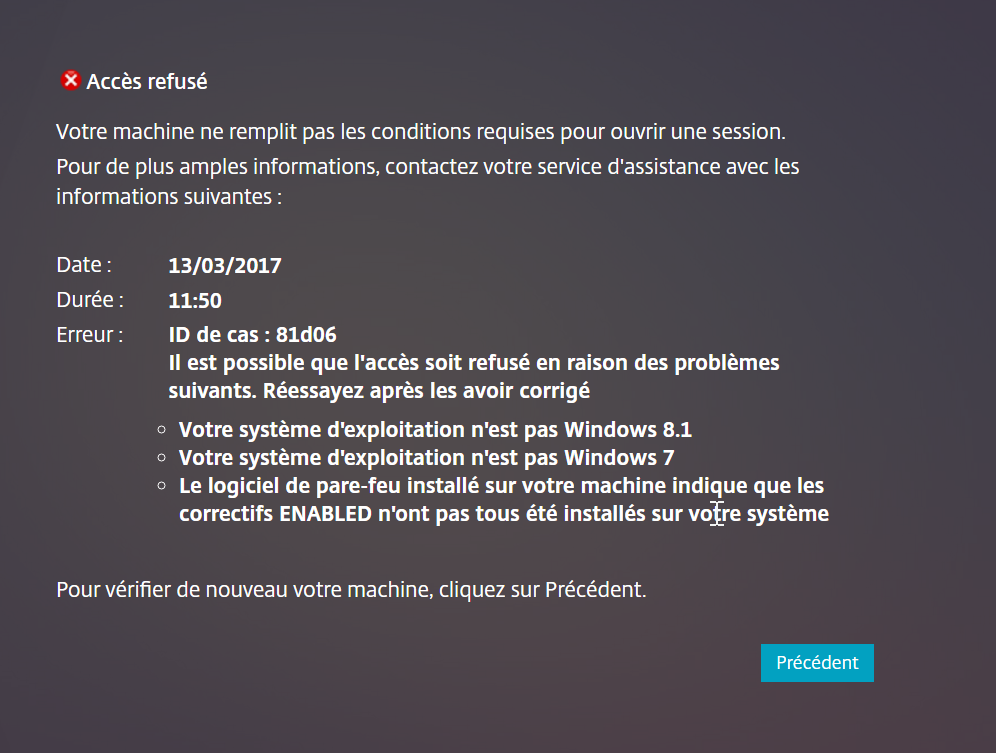 Accès refusé
Votre machine ne remplit pas les conditions requises pour ouvrir une session.
Pour de plus amples informations, contactez votre service d'assistance avec les
informations suivantes :
Date : 13/03/2017
Durée : 11:50
Erreur : ID de cas : 81d06
Il est possible que l'accès soit refusé en raison des problèmes
suivants. Réessayez après les avoir corrigé
Votre système d'exploitation n'est pas Windows 8.1
Votre système d'exploitation n'est pas Windows 7
Le logiciel de pare-feu installé sur votre machine indique que les
correctifs ENABLED n'ont pas tous été installés sur votre système
Pour vérifier de nouveau votre machine, cliquez sur Précédent.
Précédent